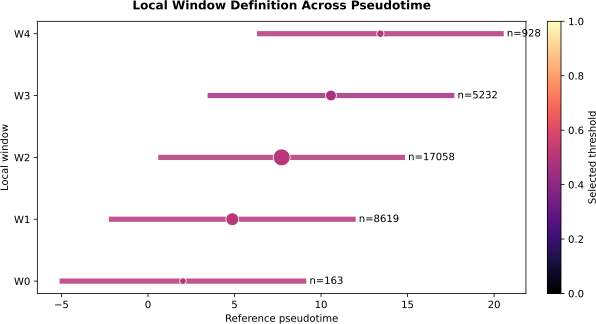 Local Window Definition Across Pseudotime
W4
n=928
W3
n=5232
W2
n=17058
W1
n=8619
W0
n=163
Local window
−5
0
5
10
15
20
Reference pseudotime
1.0
0.8
0.6
0.4
0.2
0.0
Selected threshold